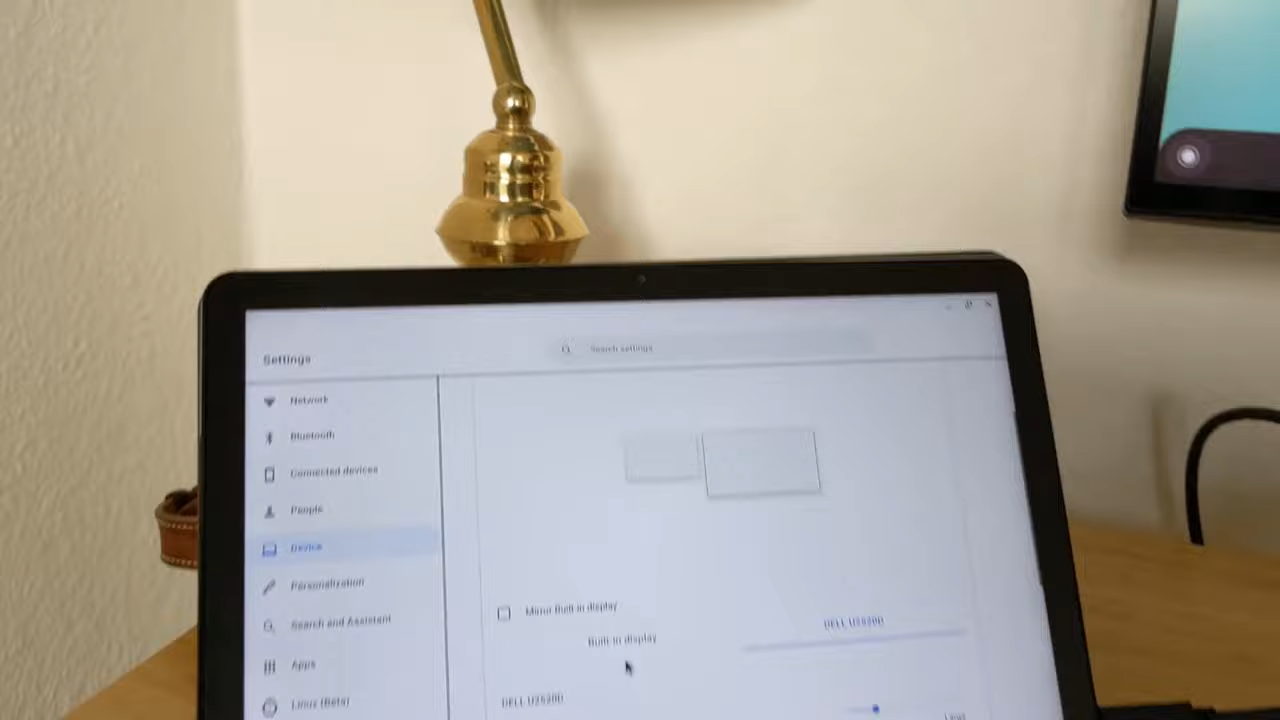 Settings
Search settings
Network
Bluetooth
Connected devices
People
Device
Personalization
Search and Assistant
Apps
Linux (Beta)
Mirror Built-in display
Built-in display
DELL U2520D
DELL U2520D